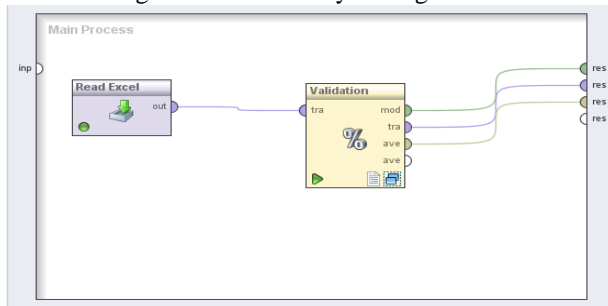 Main Process
inp
Read Excel
out
Validation
tra
mod
tra
ave
ave
res
res
res
res